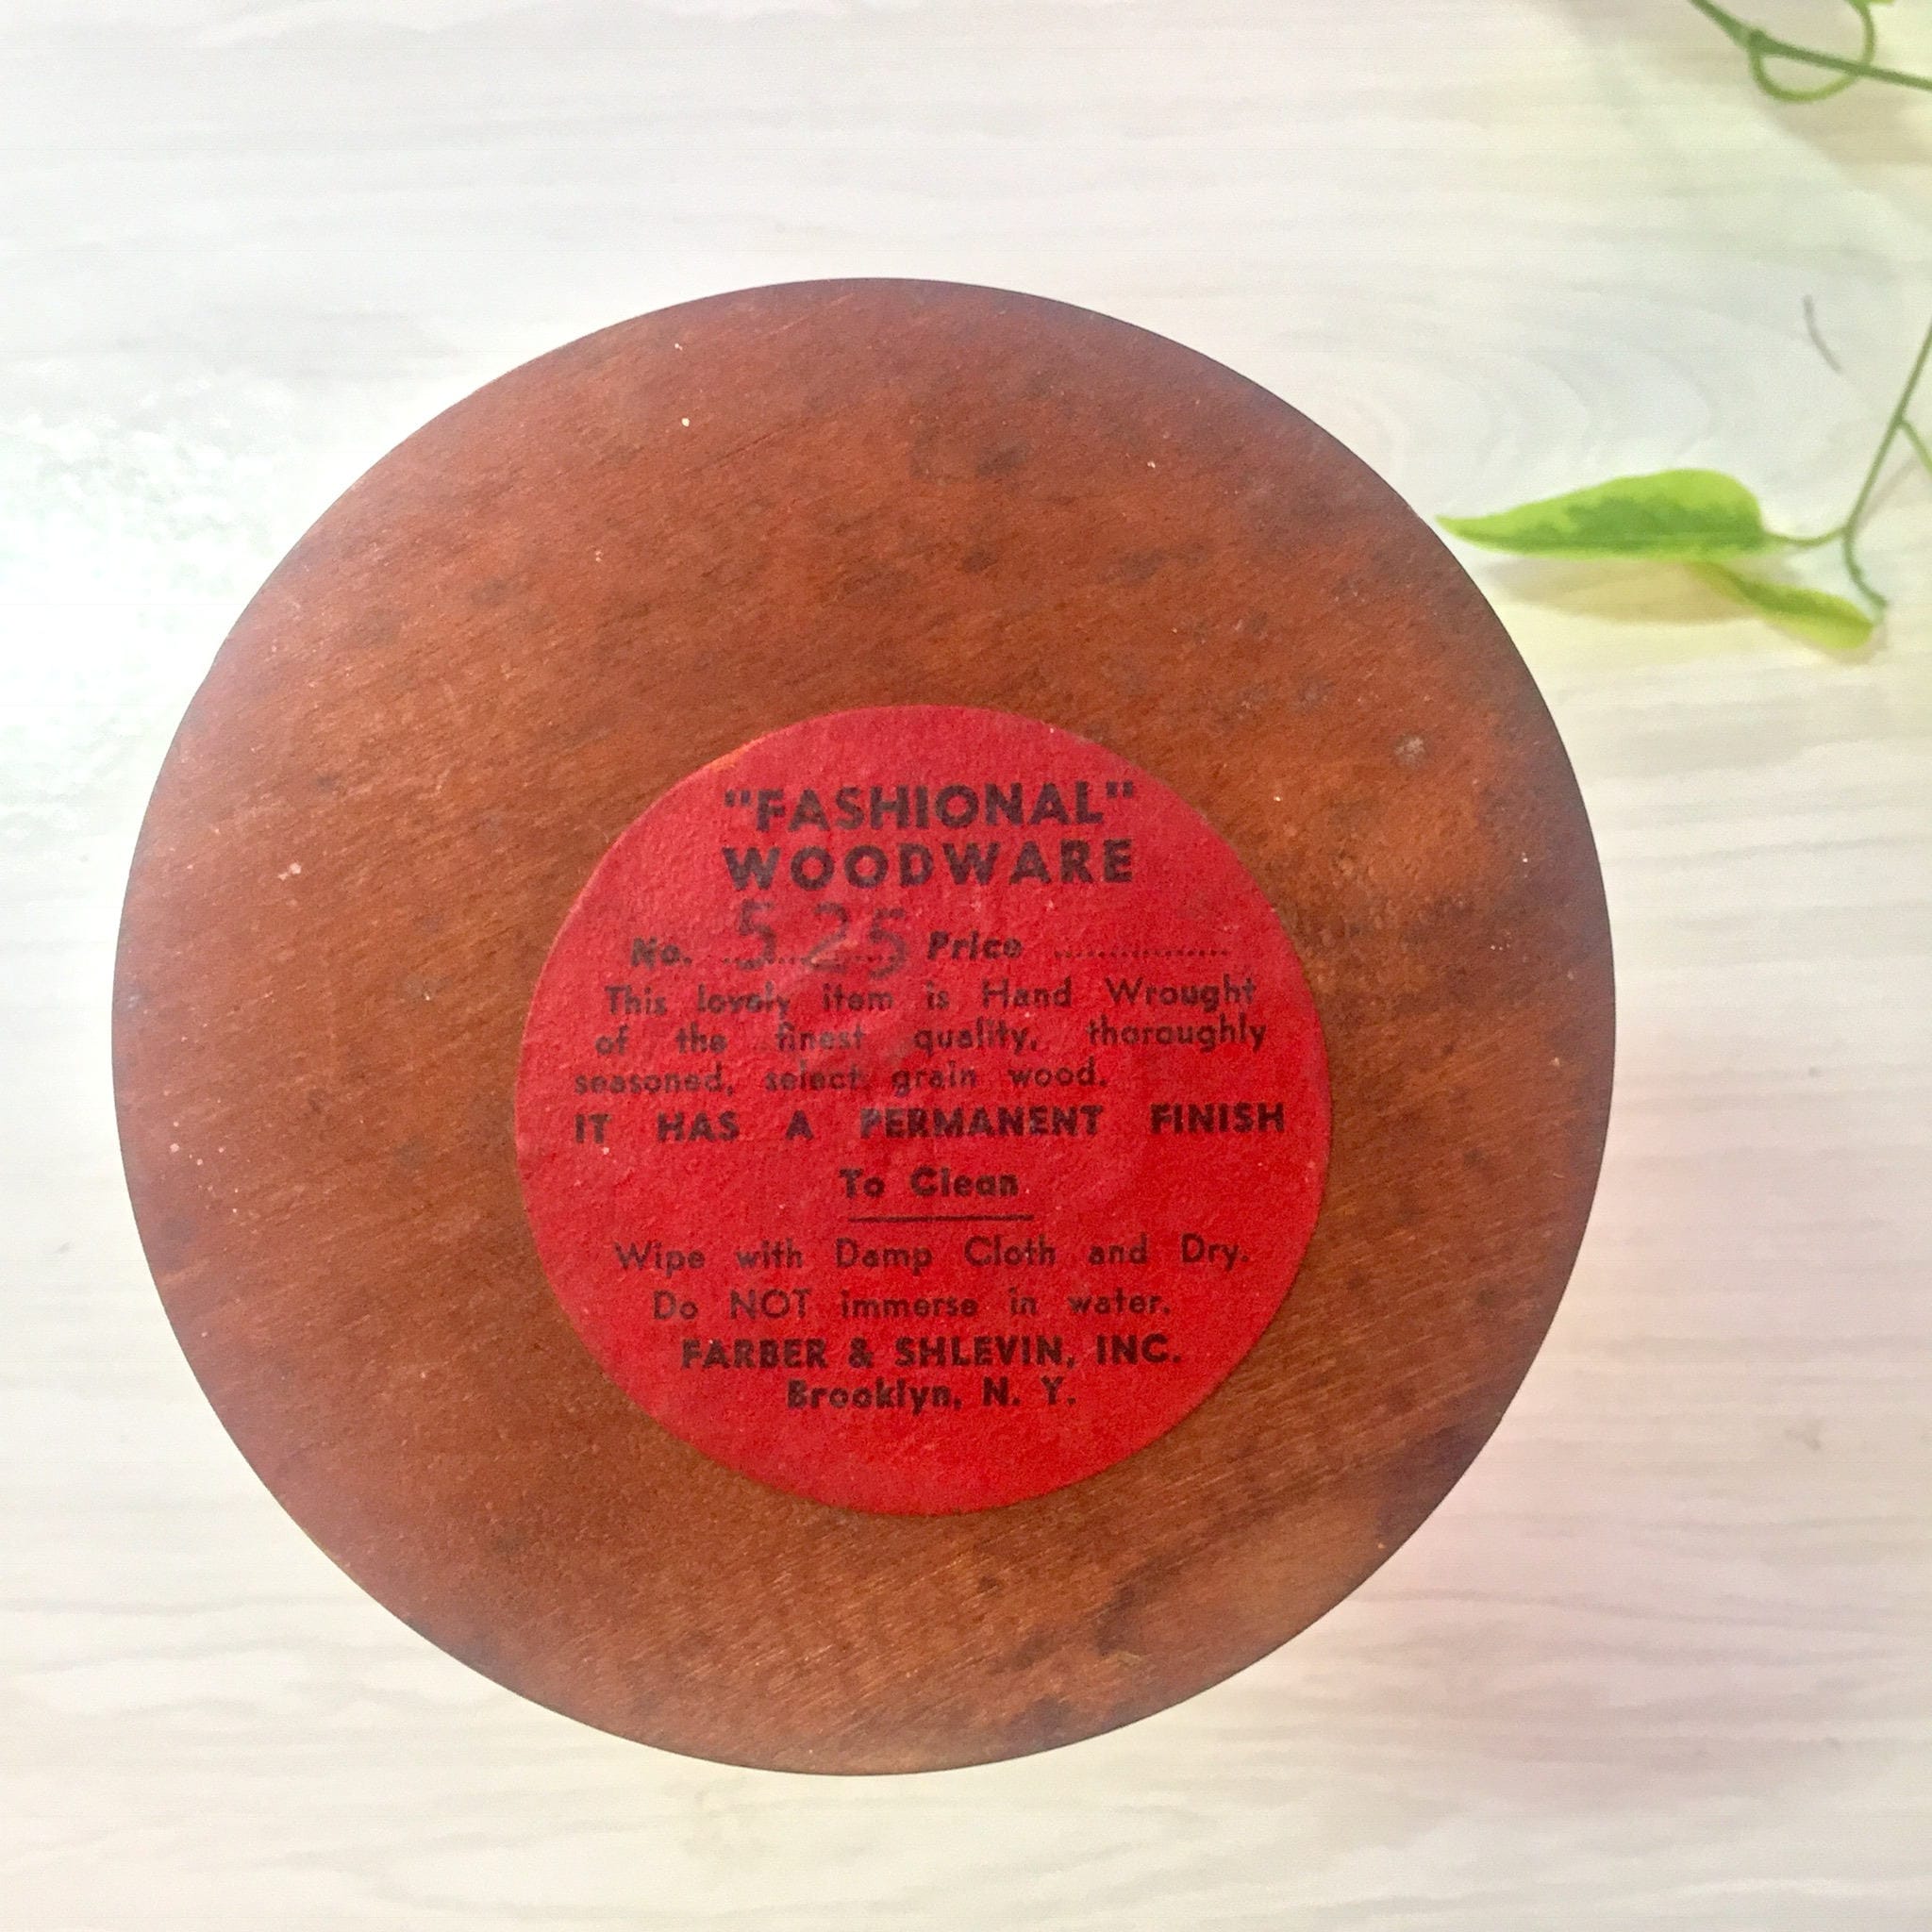 "FASHIONAL"
WOODWARE
No. 525 Price ................
This lovely item is Hand Wrought
of the finest quality, thoroughly
seasoned, select grain wood.
IT HAS A PERMANENT FINISH
To Clean
Wipe with Damp Cloth and Dry.
Do NOT immerse in water.
FARBER & SHLEVIN, INC.
Brooklyn, N. Y.